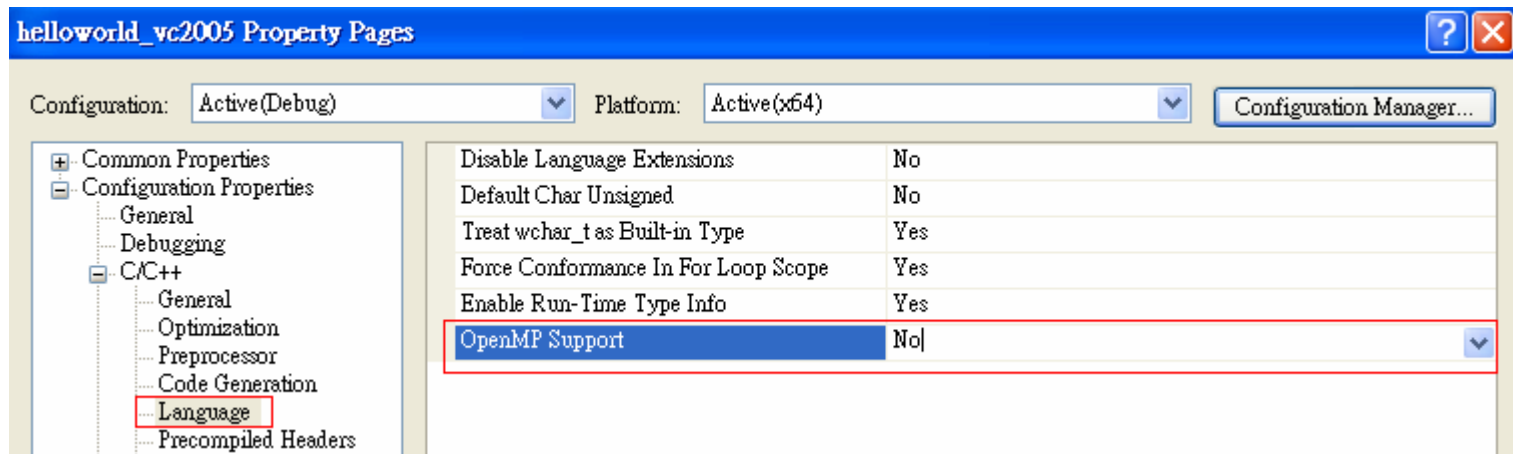 helloworld_vc2005 Property Pages
Configuration: Active(Debug) Platform: Active(x64) Configuration Manager...
Common Properties
Configuration Properties
General
Debugging
C/C++
General
Optimization
Preprocessor
Code Generation
Language
Precompiled Headers
Disable Language Extensions No
Default Char Unsigned No
Treat wchar_t as Built-in Type Yes
Force Conformance In For Loop Scope Yes
Enable Run-Time Type Info Yes
OpenMP Support No